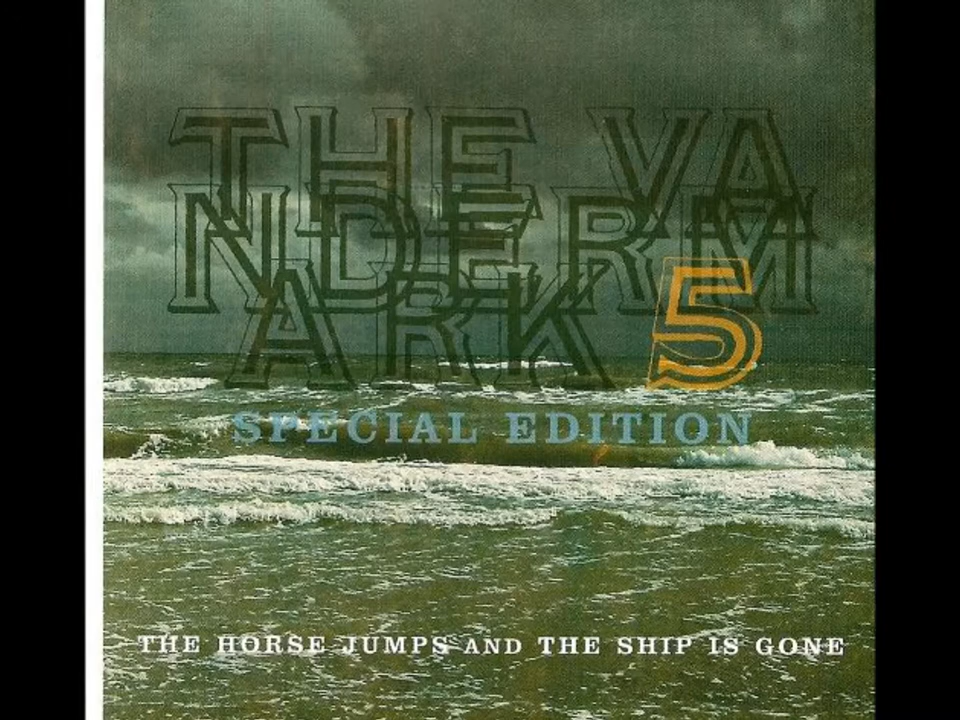 THE VA
NDERM
ARK 5
SPECIAL EDITION
THE HORSE JUMPS AND THE SHIP IS GONE